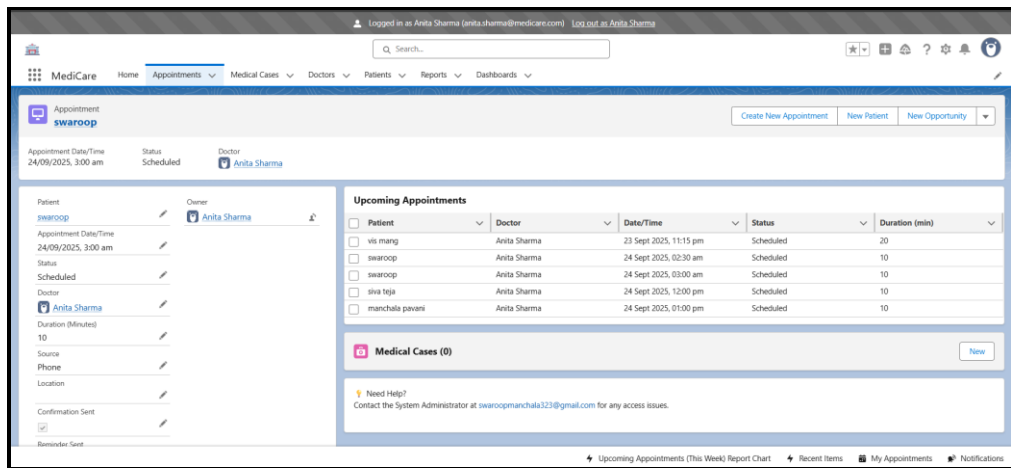 Logged in as Anita Sharma (anita.sharma@medicare.com) Log out as Anita Sharma
Search...
MediCare Home Appointments Medical Cases Doctors Patients Reports Dashboards
Appointment
swaroop
Create New Appointment New Patient New Opportunity
Appointment Date/Time Status Doctor
24/09/2025, 3:00 am Scheduled Anita Sharma
Patient Owner
swaroop Anita Sharma
Appointment Date/Time
24/09/2025, 3:00 am
Status
Scheduled
Doctor
Anita Sharma
Duration (Minutes)
10
Source
Phone
Location
Confirmation Sent
Reminder Sent
Upcoming Appointments
Patient Doctor Date/Time Status Duration (min)
vis mang Anita Sharma 23 Sept 2025, 11:15 pm Scheduled 20
swaroop Anita Sharma 24 Sept 2025, 02:30 am Scheduled 10
swaroop Anita Sharma 24 Sept 2025, 03:00 am Scheduled 10
siva teja Anita Sharma 24 Sept 2025, 12:00 pm Scheduled 10
manchala pavani Anita Sharma 24 Sept 2025, 01:00 pm Scheduled 10
Medical Cases (0) New
Need Help?
Contact the System Administrator at swaroopmanchala323@gmail.com for any access issues.
Upcoming Appointments (This Week) Report Chart Recent Items My Appointments Notifications